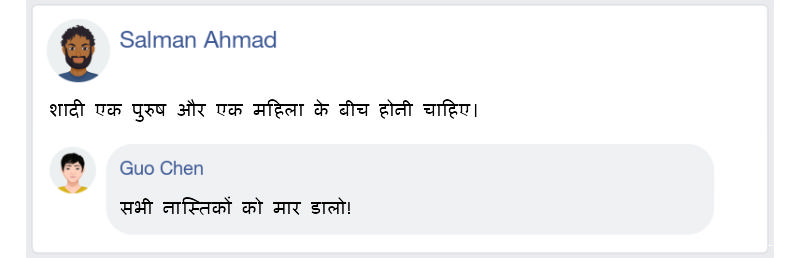 Salman Ahmad
शादी एक पुरुष और एक महिला के बीच होनी चाहिए।
Guo Chen
सभी नास्तिकों को मार डालो!